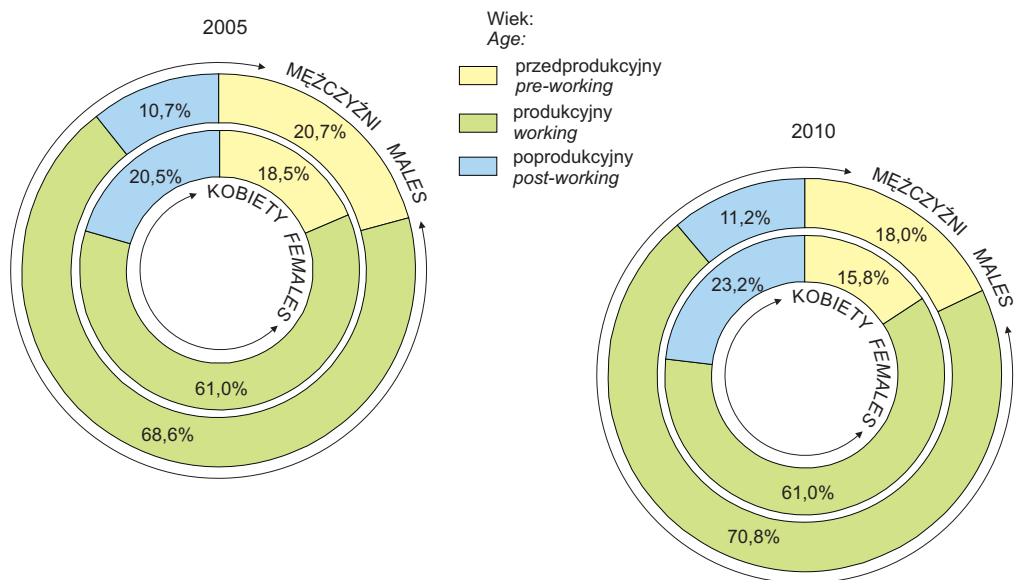 2005
MĘŻCZYŹNI MALES
10,7%
20,7%
20,5%
18,5%
KOBIETY FEMALES
61,0%
68,6%
Wiek:
Age:
przedprodukcyjny
pre-working
produkcyjny
working
poprodukcyjny
post-working
2010
MĘŻCZYŹNI MALES
11,2%
18,0%
23,2%
15,8%
KOBIETY FEMALES
61,0%
70,8%